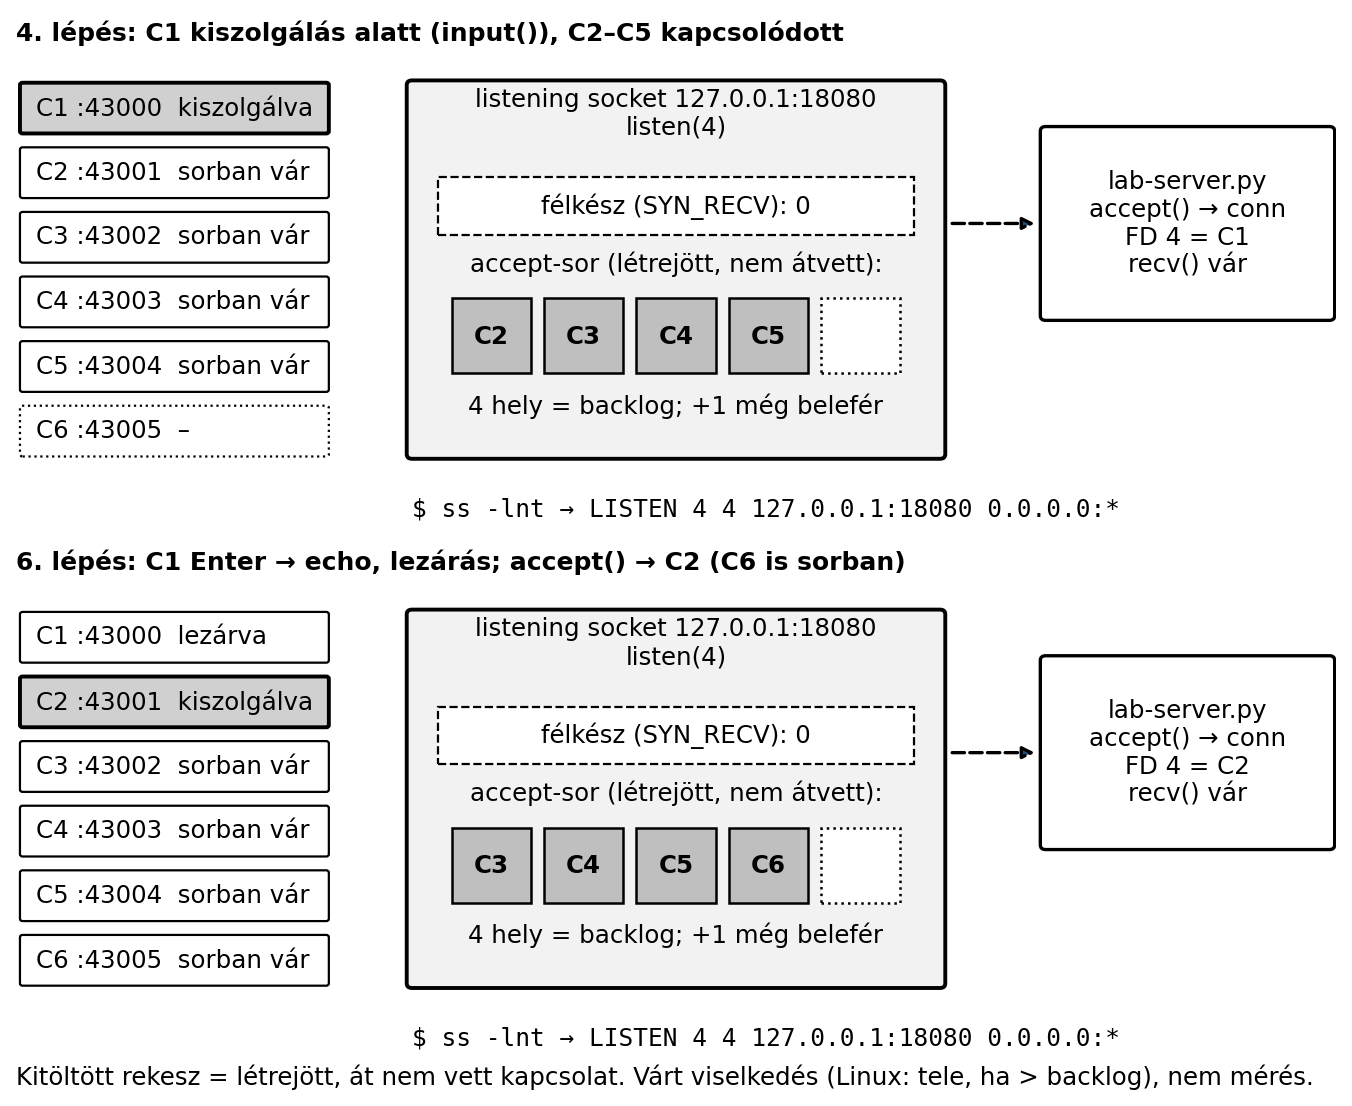 4. lépés: C1 kiszolgálás alatt (input()), C2–C5 kapcsolódott
C1 :43000  kiszolgálva
C2 :43001  sorban vár
C3 :43002  sorban vár
C4 :43003  sorban vár
C5 :43004  sorban vár
C6 :43005  –
listening socket 127.0.0.1:18080
listen(4)
félkész (SYN_RECV): 0
accept-sor (létrejött, nem átvett):
C2 C3 C4 C5
4 hely = backlog; +1 még belefér
lab-server.py
accept() → conn
FD 4 = C1
recv() vár
$ ss -lnt → LISTEN 4 4 127.0.0.1:18080 0.0.0.0:*
6. lépés: C1 Enter → echo, lezárás; accept() → C2 (C6 is sorban)
C1 :43000  lezárva
C2 :43001  kiszolgálva
C3 :43002  sorban vár
C4 :43003  sorban vár
C5 :43004  sorban vár
C6 :43005  sorban vár
listening socket 127.0.0.1:18080
listen(4)
félkész (SYN_RECV): 0
accept-sor (létrejött, nem átvett):
C3 C4 C5 C6
4 hely = backlog; +1 még belefér
lab-server.py
accept() → conn
FD 4 = C2
recv() vár
$ ss -lnt → LISTEN 4 4 127.0.0.1:18080 0.0.0.0:*
Kitöltött rekesz = létrejött, át nem vett kapcsolat. Várt viselkedés (Linux: tele, ha > backlog), nem mérés.